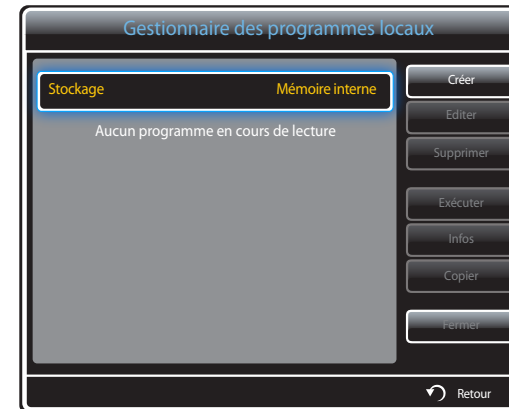 Gestionnaire des programmes locaux
Stockage Mémoire interne
Aucun programme en cours de lecture
Créer
Editer
Supprimer
Exécuter
Infos
Copier
Fermer
Retour